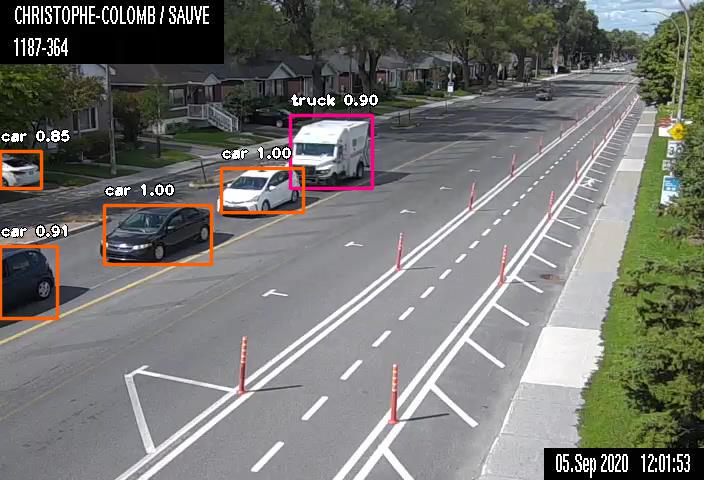 CHRISTOPHE-COLOMB / SAUVE
1187-364
truck 0.90
car 0.85
car 1.00
car 1.00
car 0.91
05.Sep 2020 12:01:53